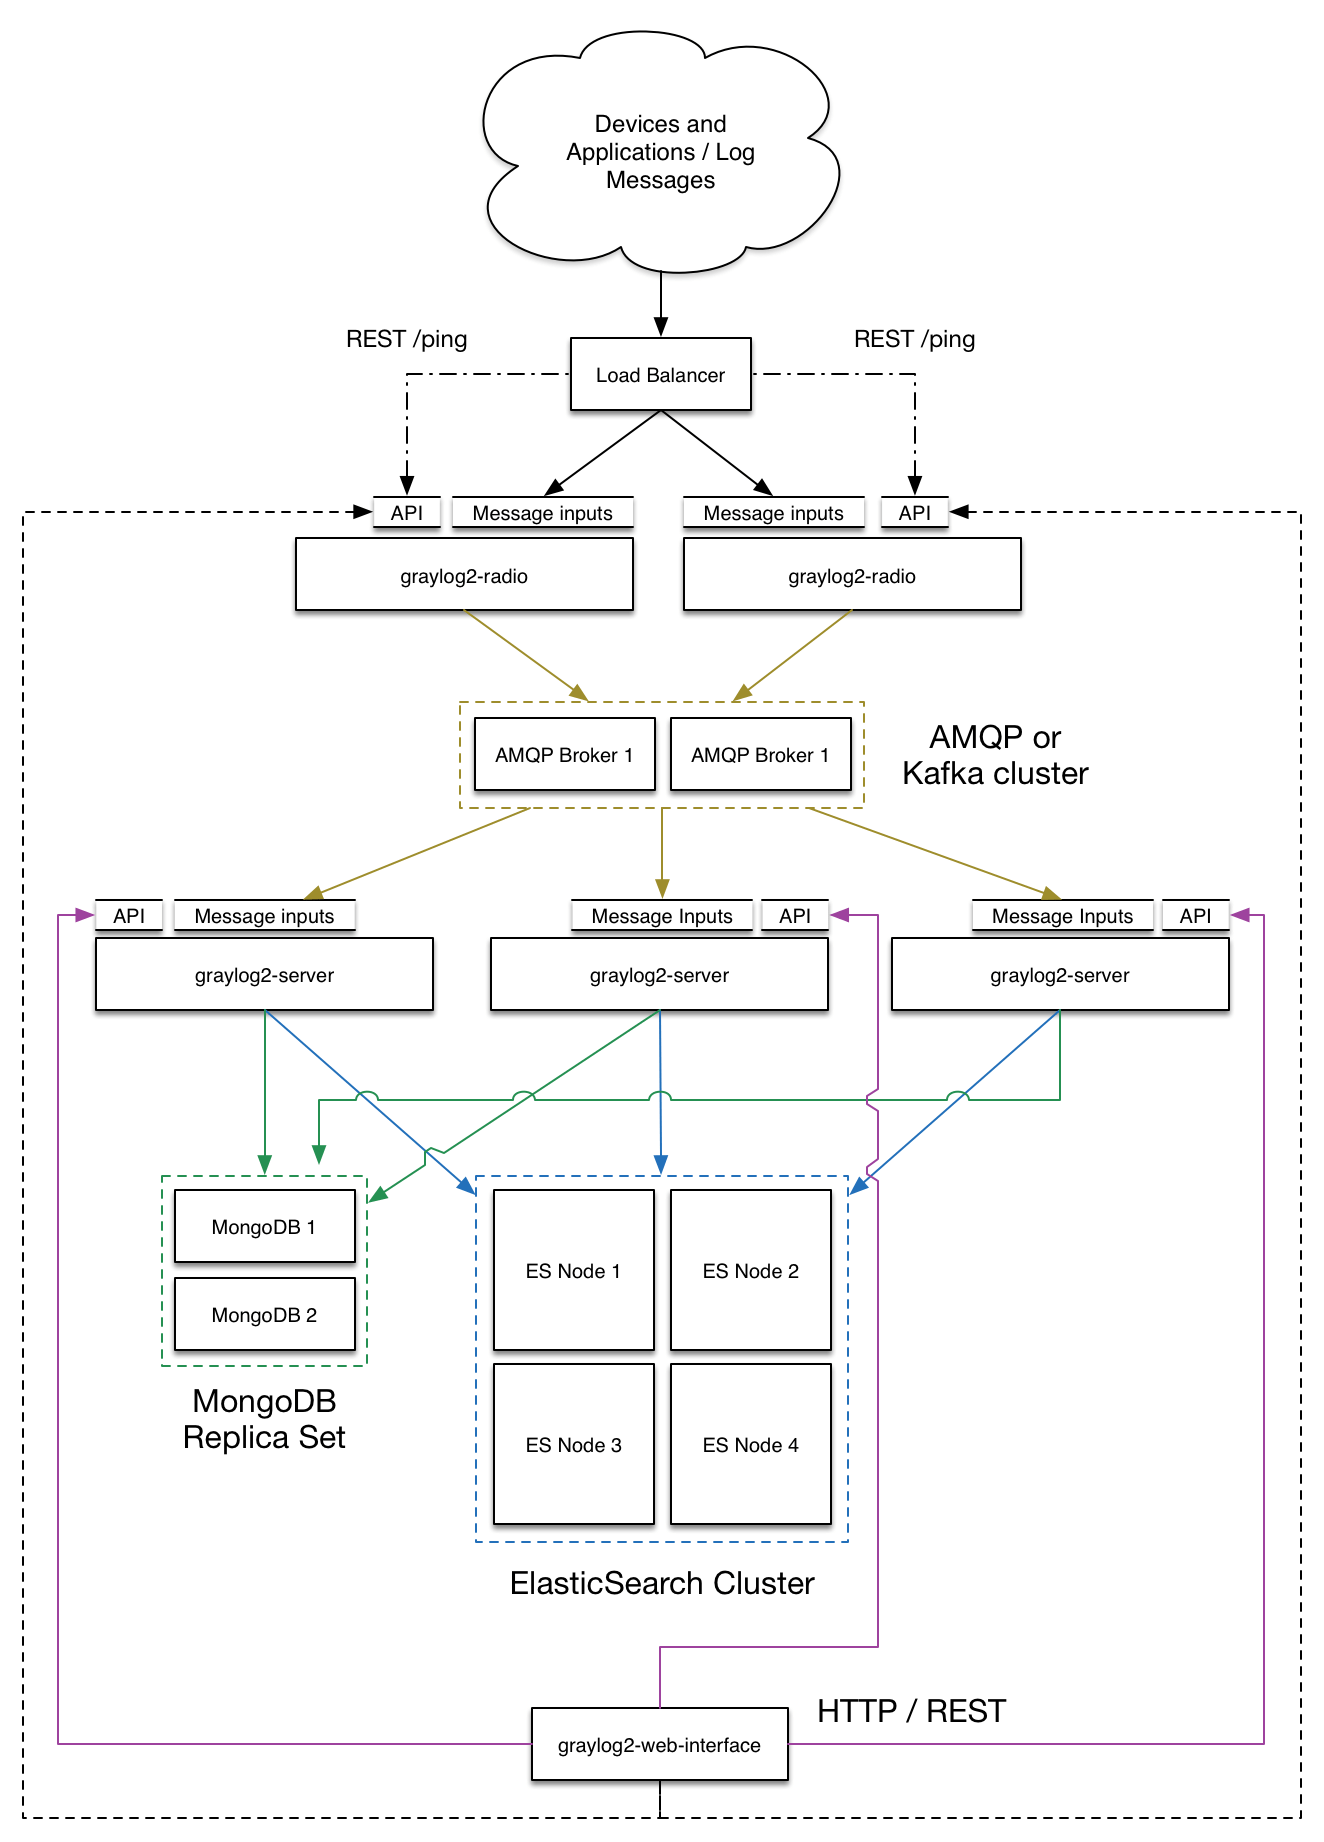 Devices and
Applications / Log
Messages
REST /ping
REST /ping
Load Balancer
API
Message inputs
Message inputs
API
graylog2-radio
graylog2-radio
AMQP Broker 1
AMQP Broker 1
AMQP or
Kafka cluster
API
Message inputs
Message Inputs
API
Message Inputs
API
graylog2-server
graylog2-server
graylog2-server
MongoDB 1
MongoDB 2
MongoDB
Replica Set
ES Node 1
ES Node 2
ES Node 3
ES Node 4
ElasticSearch Cluster
HTTP / REST
graylog2-web-interface